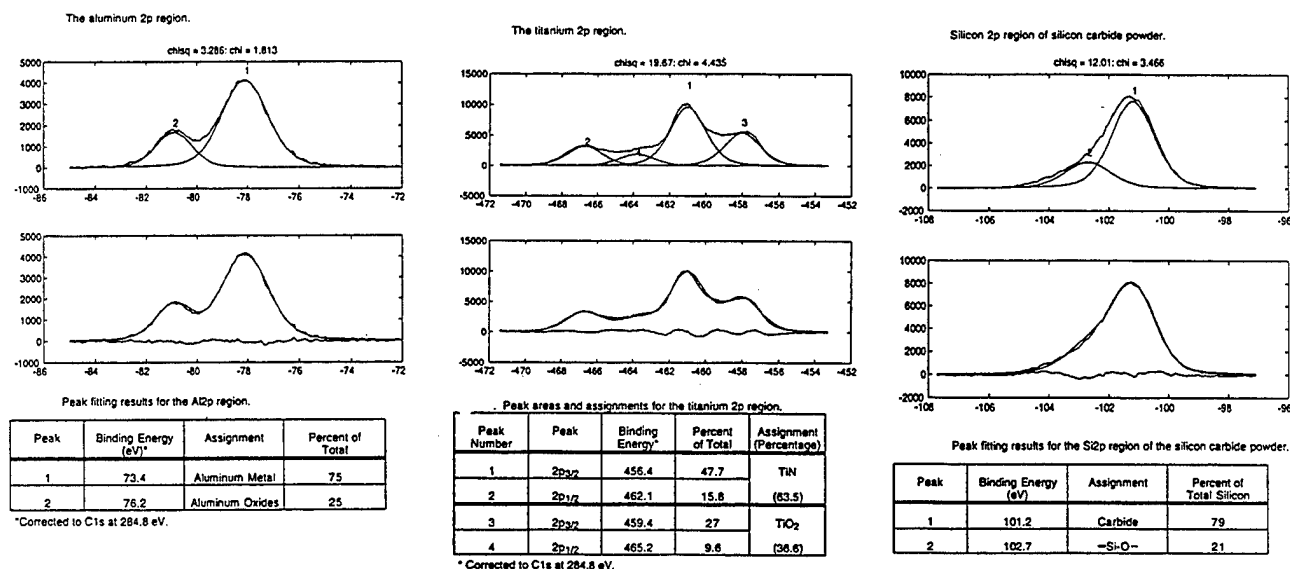 The aluminum 2p region.
chisq = 3.286: chi = 1.813
5000
4000
3000
2000
1000
0
-1000
1
2
-86 -84 -82 -80 -78 -76 -74 -72
5000
4000
3000
2000
1000
0
-1000
-86 -84 -82 -80 -78 -76 -74 -72
Peak fitting results for the Al2p region.
Peak Binding Energy (eV)* Assignment Percent of Total
1 73.4 Aluminum Metal 75
2 76.2 Aluminum Oxides 25
*Corrected to C1s at 284.8 eV.
The titanium 2p region.
chisq = 19.67: chi = 4.435
15000
10000
5000
0
-5000
1
2
3
4
-472 -470 -468 -466 -464 -462 -460 -458 -456 -454 -452
15000
10000
5000
0
-5000
-472 -470 -468 -466 -464 -462 -460 -458 -456 -454 -452
Peak areas and assignments for the titanium 2p region.
Peak Number Peak Binding Energy* Percent of Total Assignment (Percentage)
1 2p3/2 456.4 47.7 TiN
2 2p1/2 462.1 15.8 (63.5)
3 2p3/2 459.4 27 TiO2
4 2p1/2 465.2 9.6 (36.6)
* Corrected to C1s at 284.8 eV.
Silicon 2p region of silicon carbide powder.
chisq = 12.01: chi = 3.466
10000
8000
6000
4000
2000
0
-2000
1
2
-108 -106 -104 -102 -100 -98 -96
10000
8000
6000
4000
2000
0
-2000
-108 -106 -104 -102 -100 -98 -96
Peak fitting results for the Si2p region of the silicon carbide powder.
Peak Binding Energy (eV) Assignment Percent of Total Silicon
1 101.2 Carbide 79
2 102.7 –Si-O– 21